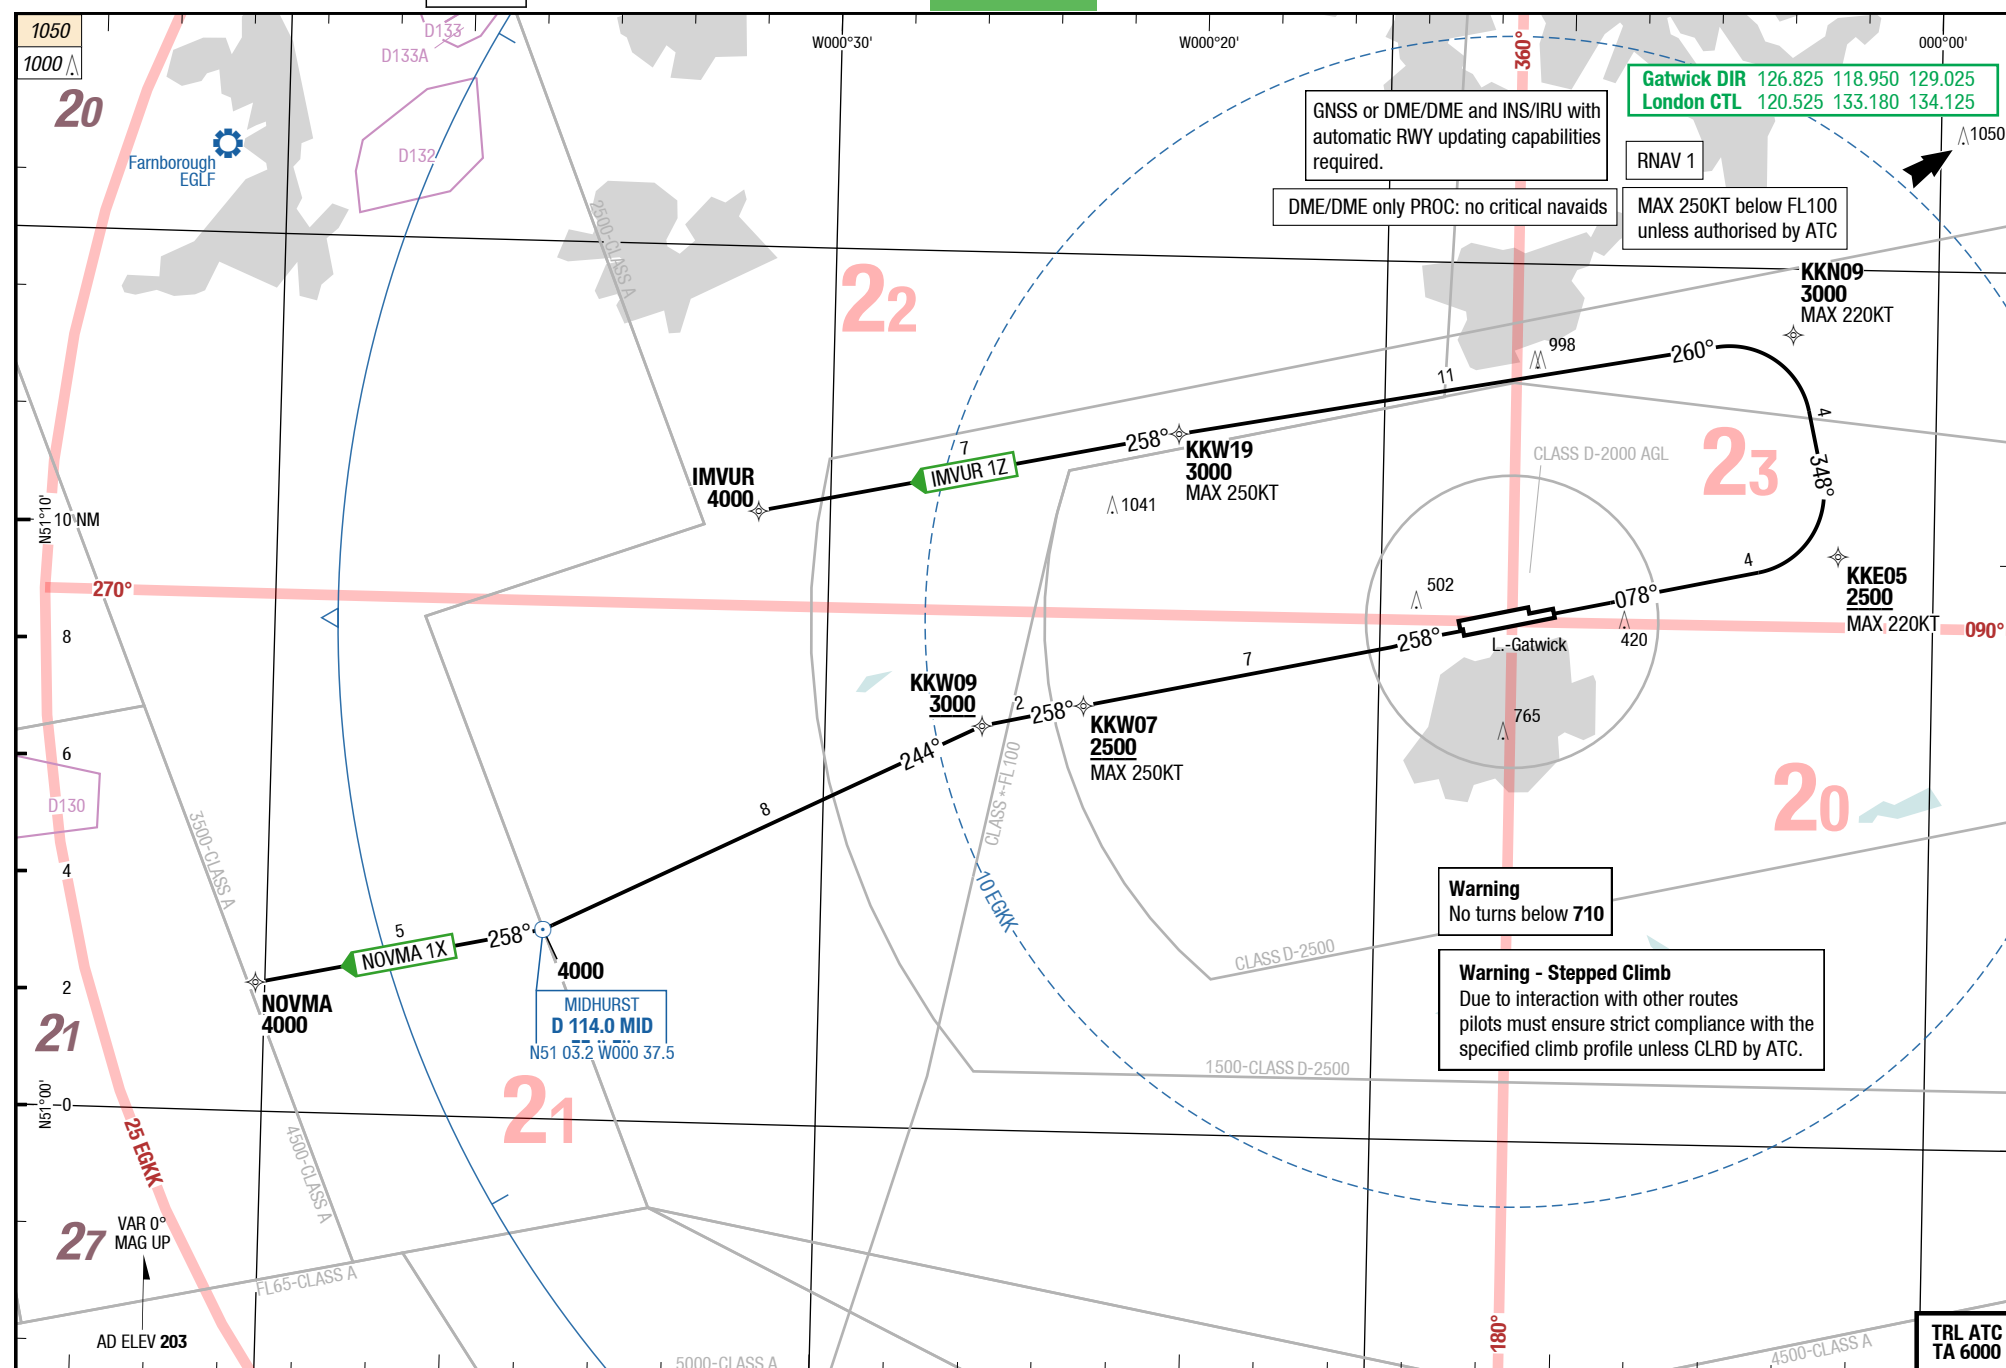 1050
1000
20
Farnborough
EGLF
D133
D133A
D132
2500-CLASS A
W000°30'
W000°20'
360°
000°00'
Gatwick DIR 126.825 118.950 129.025
London CTL 120.525 133.180 134.125
GNSS or DME/DME and INS/IRU with
automatic RWY updating capabilities
required.
RNAV 1
1050
DME/DME only PROC: no critical navaids
MAX 250KT below FL100
unless authorised by ATC
22
KKN09
3000
MAX 220KT
998
260°
11
4
348°
7
258°
IMVUR 1Z
IMVUR
4000
KKW19
3000
MAX 250KT
1041
CLASS D-2000 AGL
23
N51°10'
10 NM
270°
502
4
078°
KKE05
2500
MAX 220KT
090°
420
L.-Gatwick
258°
7
8
KKW09
3000
2
258°
KKW07
2500
MAX 250KT
765
244°
6
D130
8
CLASS *-FL100
20
3500-CLASS A
4
10 EGKK
Warning
No turns below 710
5
258°
NOVMA 1X
4000
CLASS D-2500
Warning - Stepped Climb
Due to interaction with other routes
pilots must ensure strict compliance with the
specified climb profile unless CLRD by ATC.
2
NOVMA
4000
MIDHURST
D 114.0 MID
N51 03.2 W000 37.5
21
21
1500-CLASS D-2500
N51°00'
0
25 EGKK
4500-CLASS A
27
VAR 0°
MAG UP
FL65-CLASS A
AD ELEV 203
180°
5000-CLASS A
4500-CLASS A
TRL ATC
TA 6000